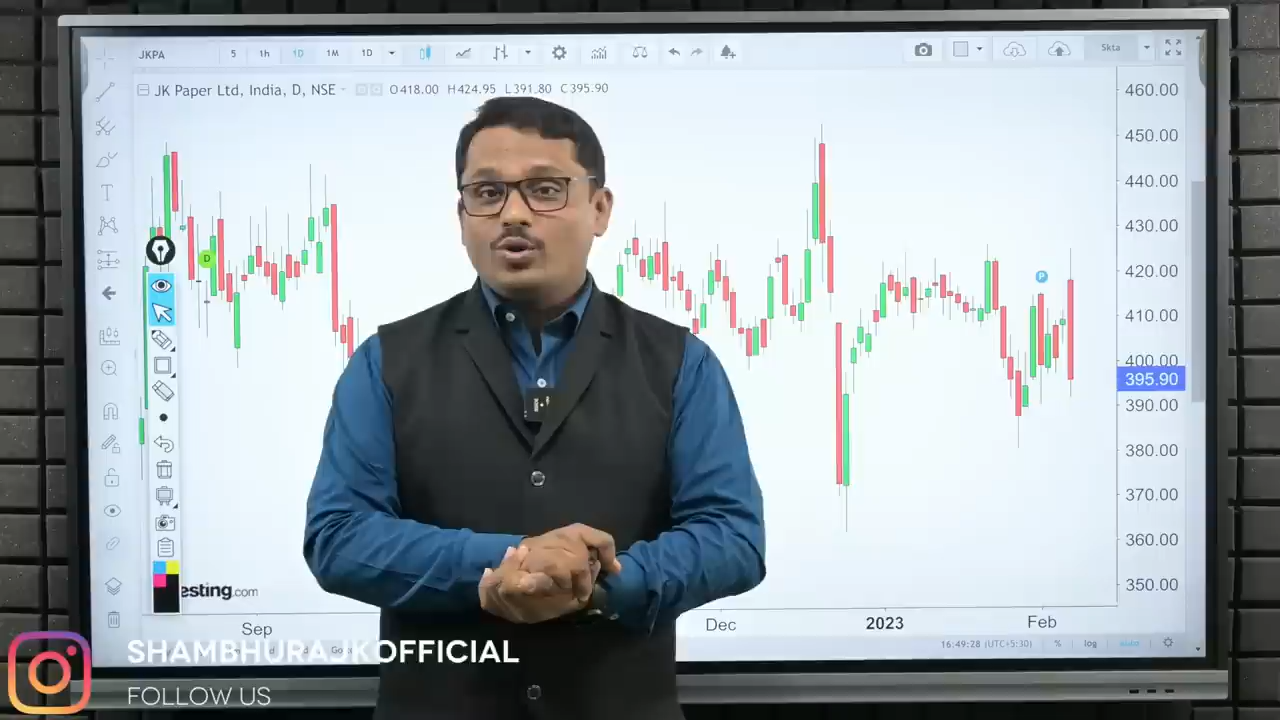 JKPA 5 1h 1D 1M 1D Skta
JK Paper Ltd, India, D, NSE O418.00 H424.95 L391.80 C395.90
460.00
450.00
440.00
430.00
420.00
410.00
400.00
395.90
390.00
380.00
370.00
360.00
350.00
T
D
P
esting.com
Sep Dec 2023 Feb
16:49:28 (UTC+5:30) % log auto
SHAMBHURAJKOFFICIAL
FOLLOW US